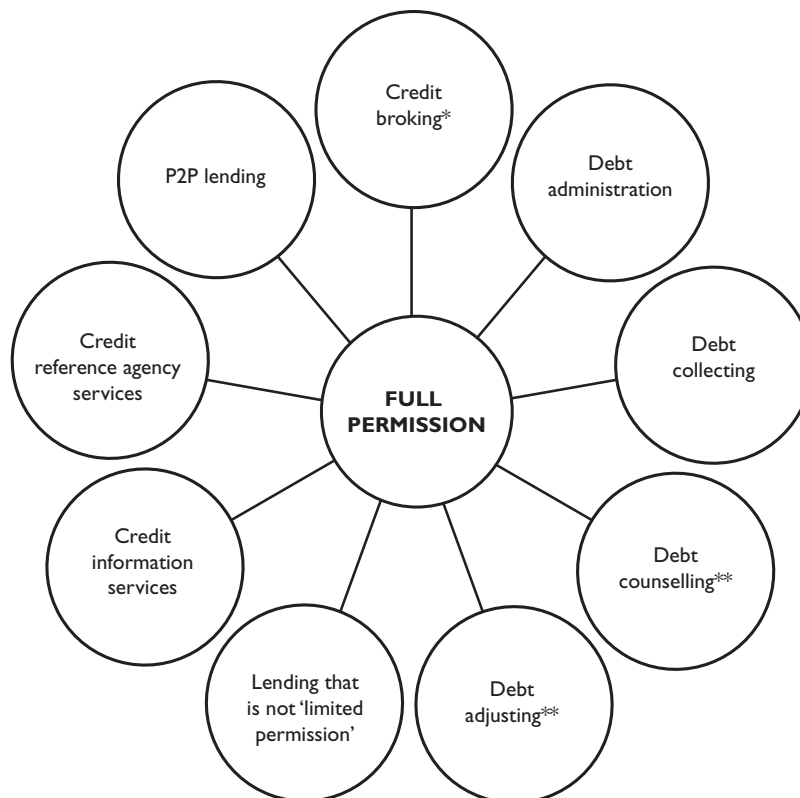 Credit
broking*
Debt
administration
Debt
collecting
Debt
counselling**
Debt
adjusting**
Lending that
is not ‘limited
permission’
Credit
information
services
Credit
reference agency
services
P2P lending
FULL
PERMISSION